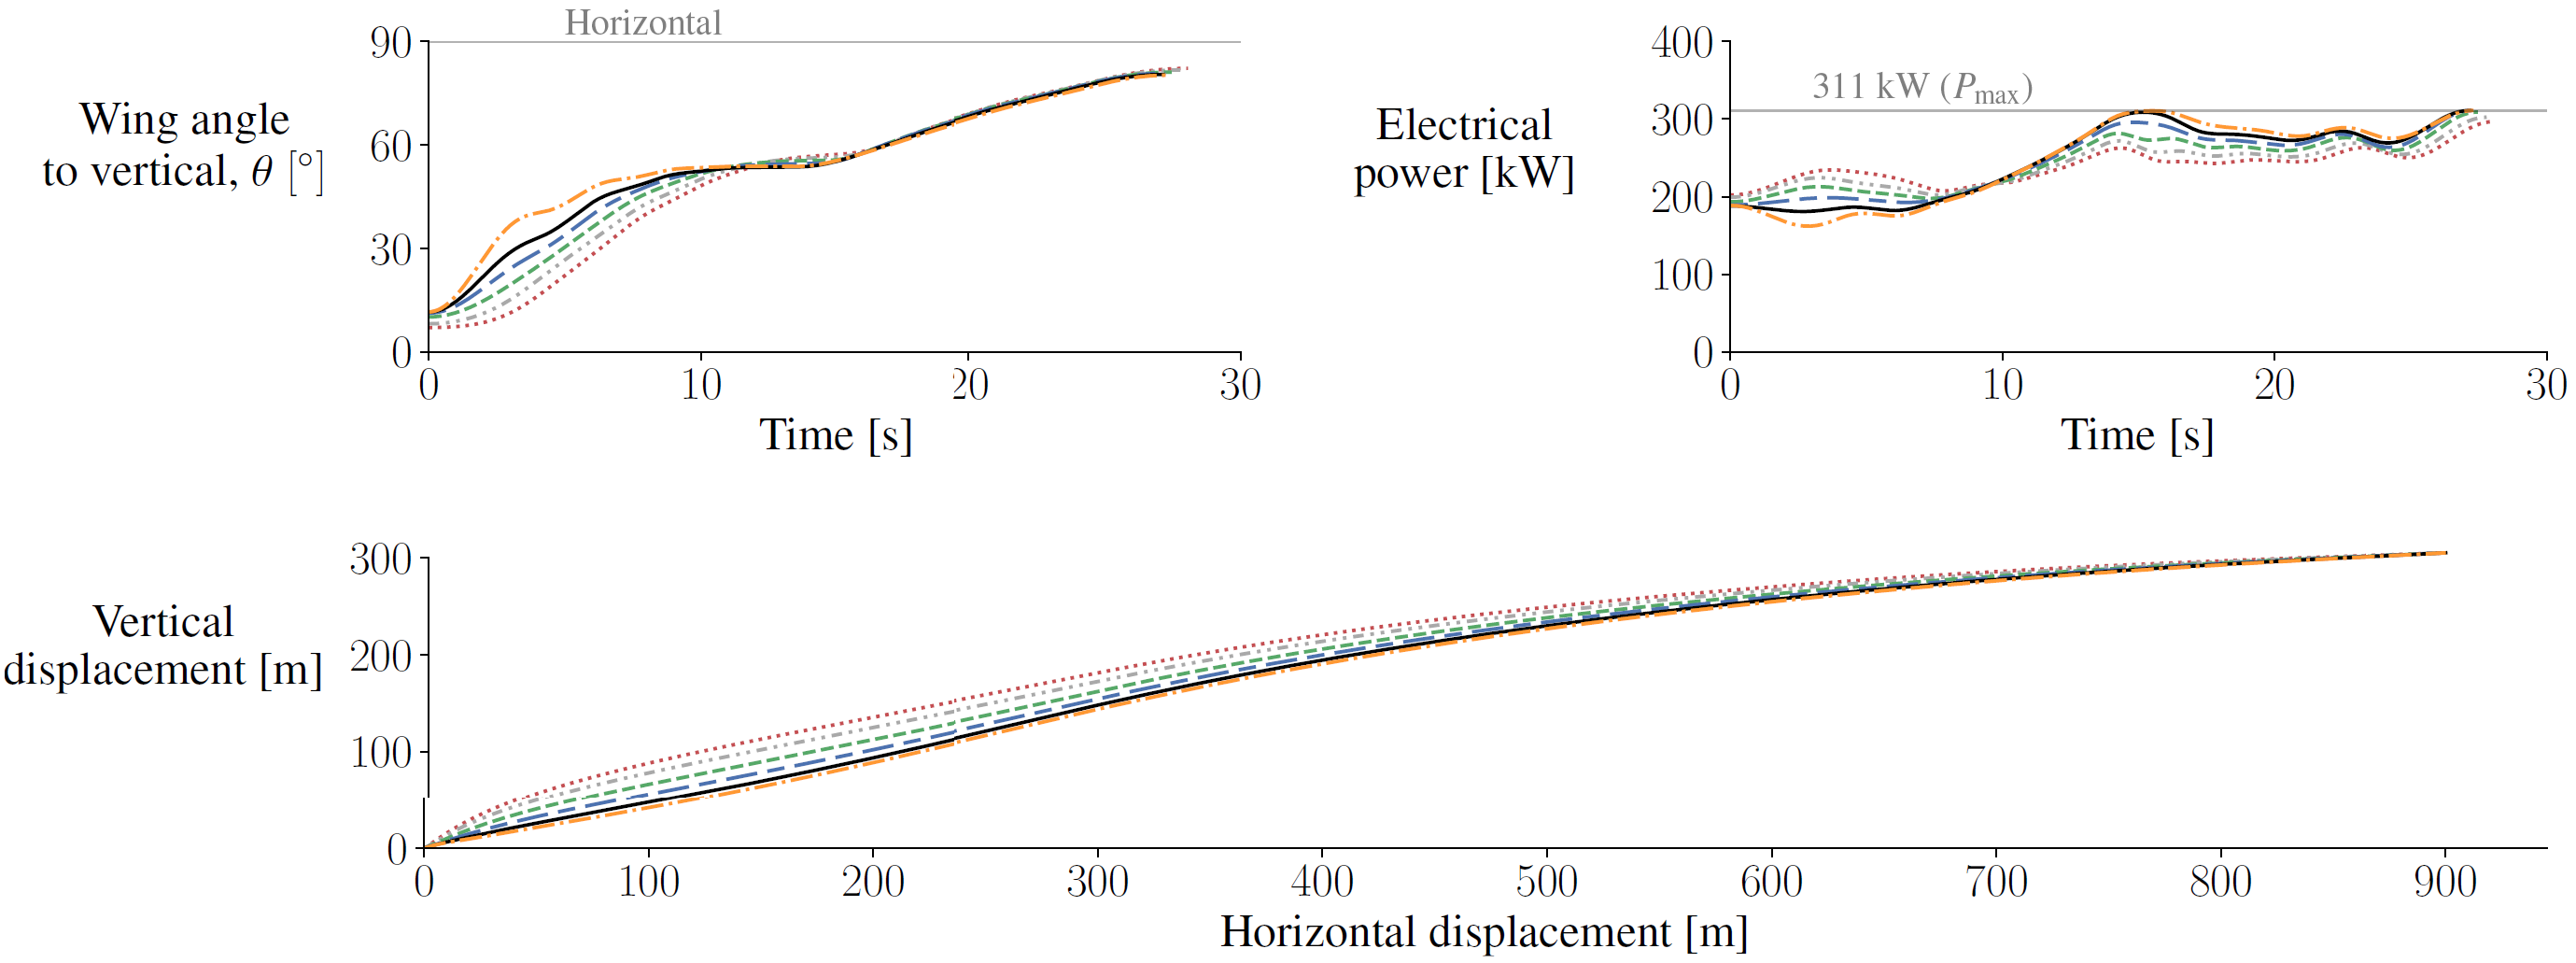 Horizontal
90
60
30
0
Wing angle
to vertical, θ [°]
0 10 20 30
Time [s]
400
300
200
100
0
311 kW (Pmax)
Electrical
power [kW]
0 10 20 30
Time [s]
300
200
100
0
Vertical
displacement [m]
0 100 200 300 400 500 600 700 800 900
Horizontal displacement [m]